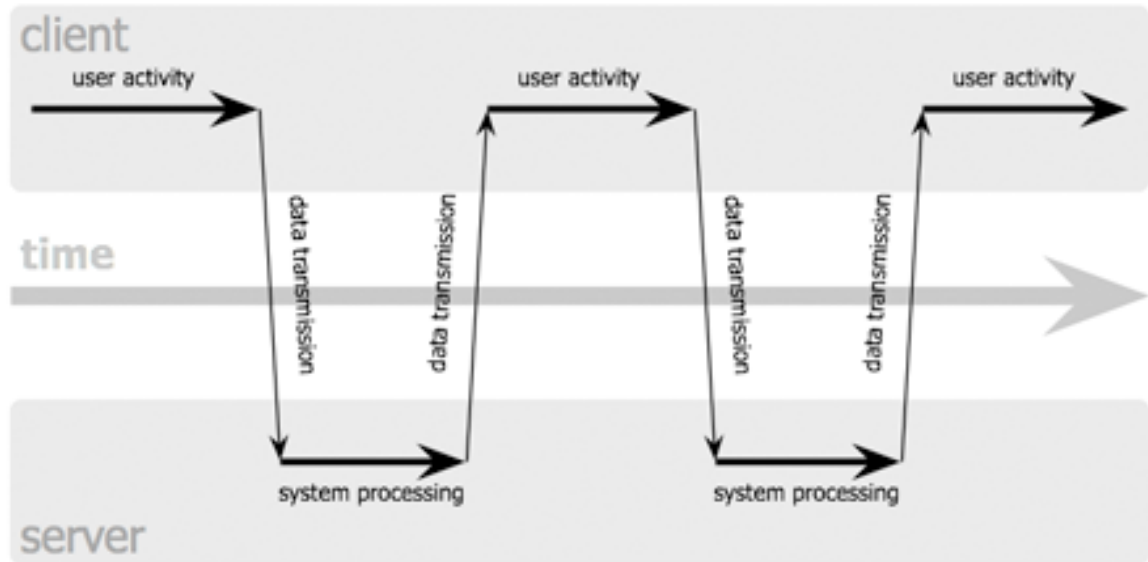 client
user activity
user activity
user activity
data transmission
data transmission
data transmission
data transmission
time
system processing
system processing
server